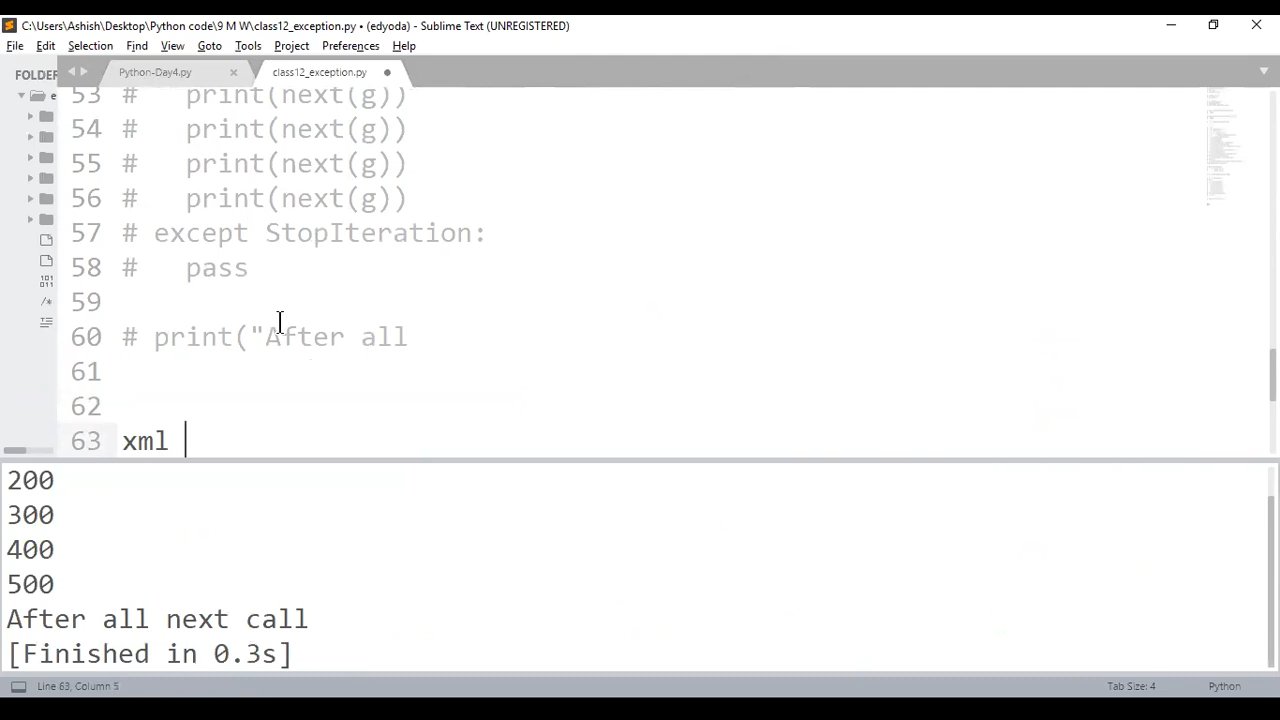 C:\Users\Ashish\Desktop\Python code\9 M W\class12_exception.py • (edyoda) - Sublime Text (UNREGISTERED)
File Edit Selection Find View Goto Tools Project Preferences Help
FOLDER Python-Day4.py × class12_exception.py
53 # print(next(g))
54 # print(next(g))
55 # print(next(g))
56 # print(next(g))
57 # except StopIteration:
58 # pass
59
60 # print("After all
61
62
63 xml
200
300
400
500
After all next call
[Finished in 0.3s]
Line 63, Column 5 Tab Size: 4 Python